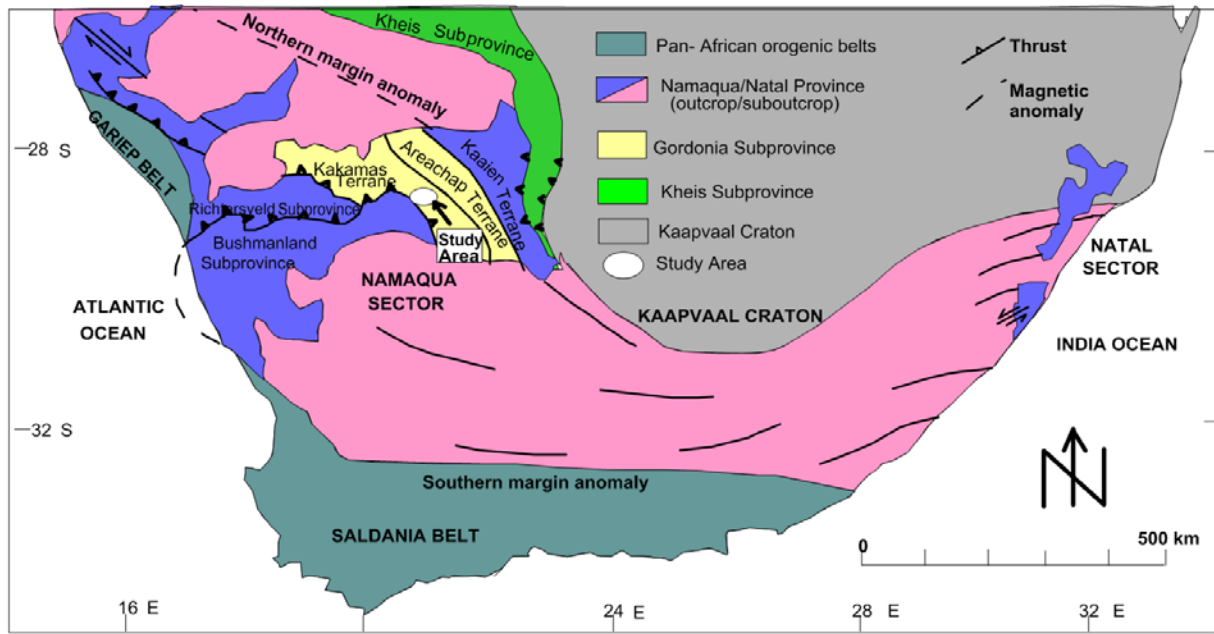 Northern margin anomaly
Kheis Subprovince
Pan- African orogenic belts
Namaqua/Natal Province
(outcrop/suboutcrop)
Gordonia Subprovince
Kheis Subprovince
Kaapvaal Craton
Study Area
Thrust
Magnetic
anomaly
28 S
GARIEP BELT
Kakamas
Terrane
Areachap Terrane
Kaaien Terrane
Richtersveld Subprovince
Bushmanland
Subprovince
Study
Area
NAMAQUA
SECTOR
ATLANTIC
OCEAN
KAAPVAAL CRATON
NATAL
SECTOR
INDIA OCEAN
32 S
Southern margin anomaly
SALDANIA BELT
N
0
500 km
16 E
24 E
28 E
32 E